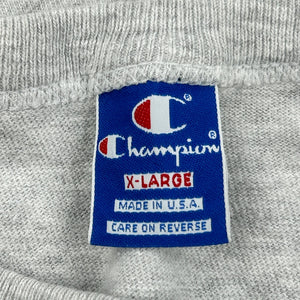 Champion
X-LARGE
MADE IN U.S.A.
CARE ON REVERSE